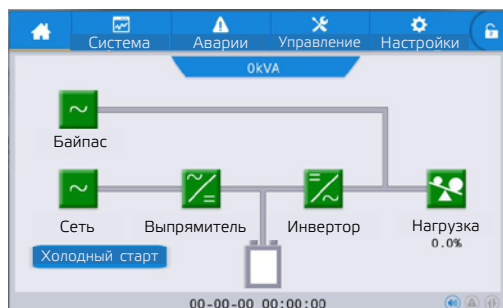 Система Аварии Управление Настройки
0kVA
Байпас
Сеть Выпрямитель Инвертор Нагрузка
0.0%
Холодный старт
00-00-00 00:00:00